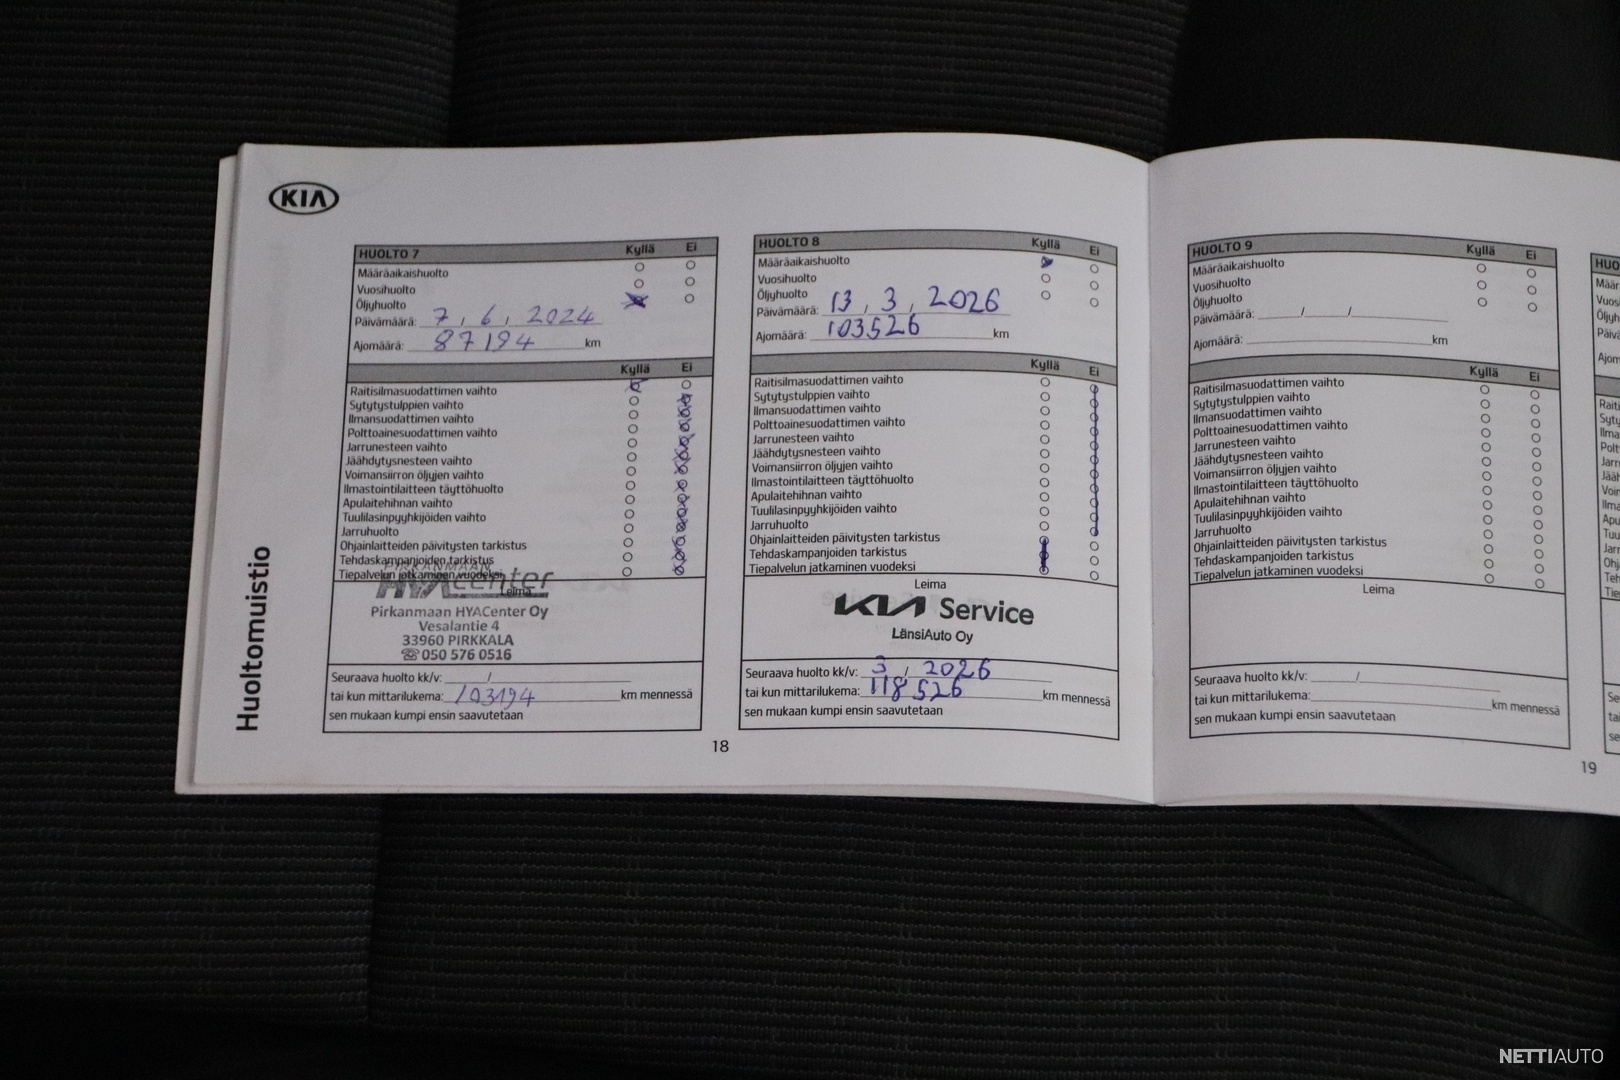 KIA
Huoltomuistio
HUOLTO 7 Kyllä Ei
Määräaikaishuolto
Vuosihuolto
Öljyhuolto
Päivämäärä: 7 / 6 / 2024
Ajomäärä: 87194 km
Kyllä Ei
Raitisilmasuodattimen vaihto
Sytytystulppien vaihto
Ilmansuodattimen vaihto
Polttoainesuodattimen vaihto
Jarrunesteen vaihto
Jäähdytysnesteen vaihto
Voimansiirron öljyjen vaihto
Ilmastointilaitteen täyttöhuolto
Apulaitehihnan vaihto
Tuulilasinpyyhkijöiden vaihto
Jarruhuolto
Ohjainlaitteiden päivitysten tarkistus
Tehdaskampanjoiden tarkistus
Tiepalvelun jatkaminen vuodeksi
Leima
PIRKANMAAN
HYACenter
Pirkanmaan HYACenter Oy
Vesalantie 4
33960 PIRKKALA
☏ 050 576 0516
Seuraava huolto kk/v: /
tai kun mittarilukema: 103194 km mennessä
sen mukaan kumpi ensin saavutetaan
HUOLTO 8 Kyllä Ei
Määräaikaishuolto
Vuosihuolto
Öljyhuolto
Päivämäärä: 13 / 3 / 2026
Ajomäärä: 103526 km
Kyllä Ei
Raitisilmasuodattimen vaihto
Sytytystulppien vaihto
Ilmansuodattimen vaihto
Polttoainesuodattimen vaihto
Jarrunesteen vaihto
Jäähdytysnesteen vaihto
Voimansiirron öljyjen vaihto
Ilmastointilaitteen täyttöhuolto
Apulaitehihnan vaihto
Tuulilasinpyyhkijöiden vaihto
Jarruhuolto
Ohjainlaitteiden päivitysten tarkistus
Tehdaskampanjoiden tarkistus
Tiepalvelun jatkaminen vuodeksi
Leima
KIA Service
LänsiAuto Oy
Seuraava huolto kk/v: 3 / 2026
tai kun mittarilukema: 118526 km mennessä
sen mukaan kumpi ensin saavutetaan
18
HUOLTO 9 Kyllä Ei
Määräaikaishuolto
Vuosihuolto
Öljyhuolto
Päivämäärä: / /
Ajomäärä: km
Kyllä Ei
Raitisilmasuodattimen vaihto
Sytytystulppien vaihto
Ilmansuodattimen vaihto
Polttoainesuodattimen vaihto
Jarrunesteen vaihto
Jäähdytysnesteen vaihto
Voimansiirron öljyjen vaihto
Ilmastointilaitteen täyttöhuolto
Apulaitehihnan vaihto
Tuulilasinpyyhkijöiden vaihto
Jarruhuolto
Ohjainlaitteiden päivitysten tarkistus
Tehdaskampanjoiden tarkistus
Tiepalvelun jatkaminen vuodeksi
Leima
Seuraava huolto kk/v: /
tai kun mittarilukema: km mennessä
sen mukaan kumpi ensin saavutetaan
19
NETTIAUTO